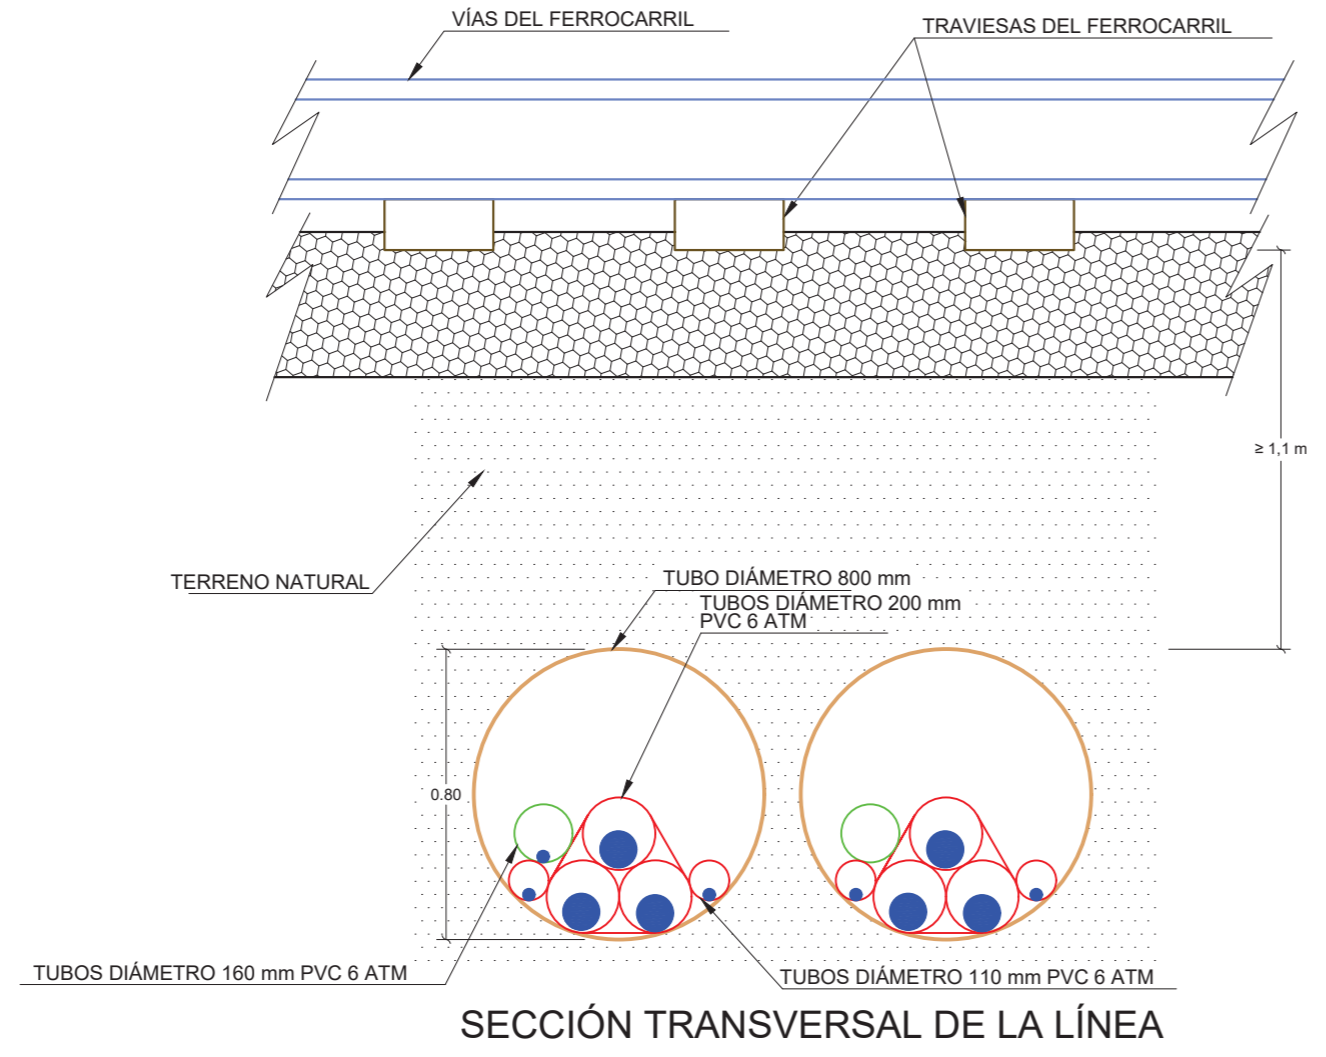 VÍAS DEL FERROCARRIL
TRAVIESAS DEL FERROCARRIL
≥ 1,1 m
TERRENO NATURAL
TUBO DIÁMETRO 800 mm
TUBOS DIÁMETRO 200 mm
PVC 6 ATM
0.80
TUBOS DIÁMETRO 160 mm PVC 6 ATM
TUBOS DIÁMETRO 110 mm PVC 6 ATM
SECCIÓN TRANSVERSAL DE LA LÍNEA